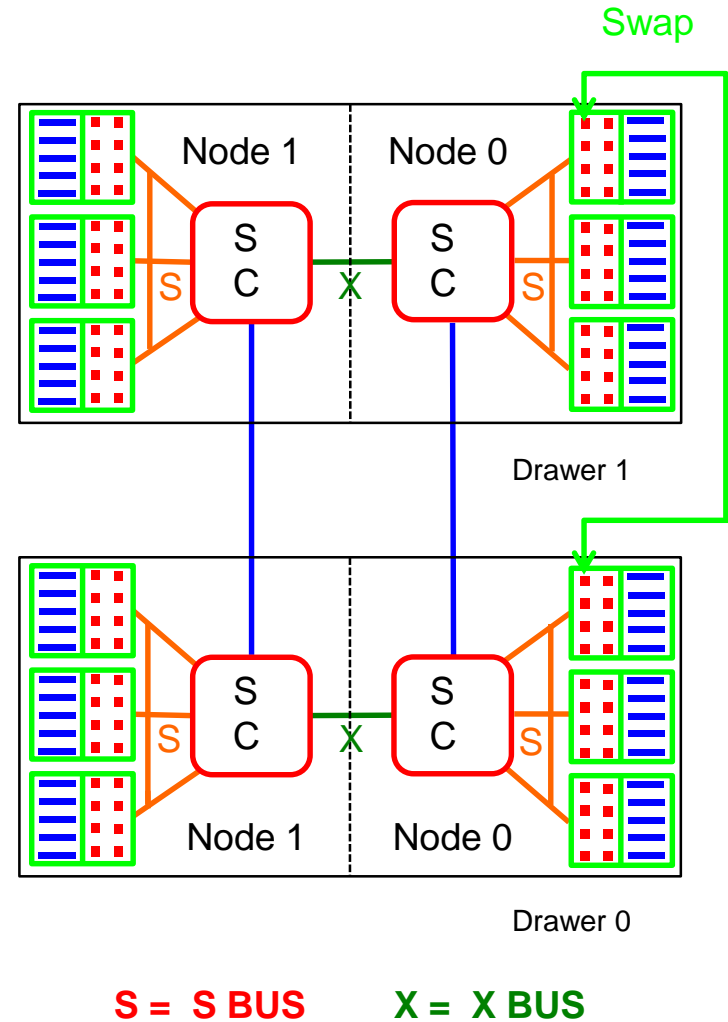 Swap
Node 1
Node 0
S
C
S
C
S
X
S
Drawer 1
S
C
S
C
S
X
S
Node 1
Node 0
Drawer 0
S = S BUS
X = X BUS